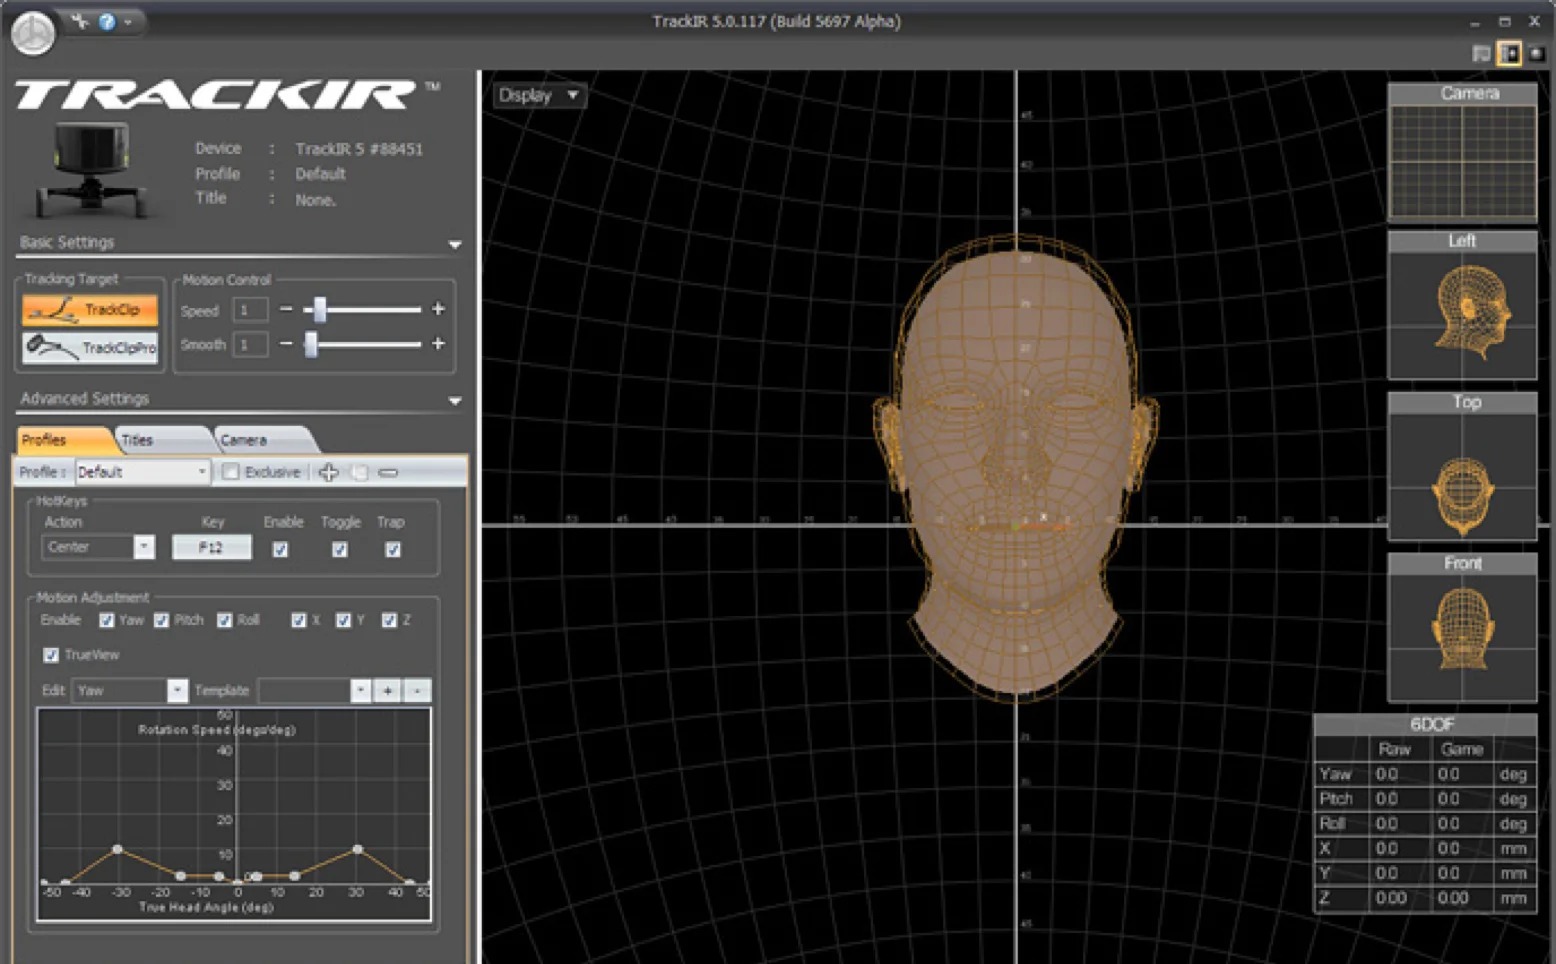 TrackIR 5.0.117 (Build 5697 Alpha)
TRACKIR™
Device : TrackIR 5 #88451
Profile : Default
Title : None.
Basic Settings
Tracking Target
TrackClip
TrackClipPro
Motion Control
Speed 1 - +
Smooth 1 - +
Advanced Settings
Profiles Titles Camera
Profile : Default Exclusive
HotKeys
Action Key Enable Toggle Trap
Center F12
Motion Adjustment
Enable Yaw Pitch Roll X Y Z
TrueView
Edit Yaw Template + -
50
Rotation Speed (degs/deg)
40
30
20
10
-50 -40 -30 -20 -10 0 10 20 30 40 50
True Head Angle (deg)
Display
Camera
Left
Top
Front
6DOF
Raw Game
Yaw 0.0 0.0 deg
Pitch 0.0 0.0 deg
Roll 0.0 0.0 deg
X 0.0 0.0 mm
Y 0.0 0.0 mm
Z 0.00 0.00 mm